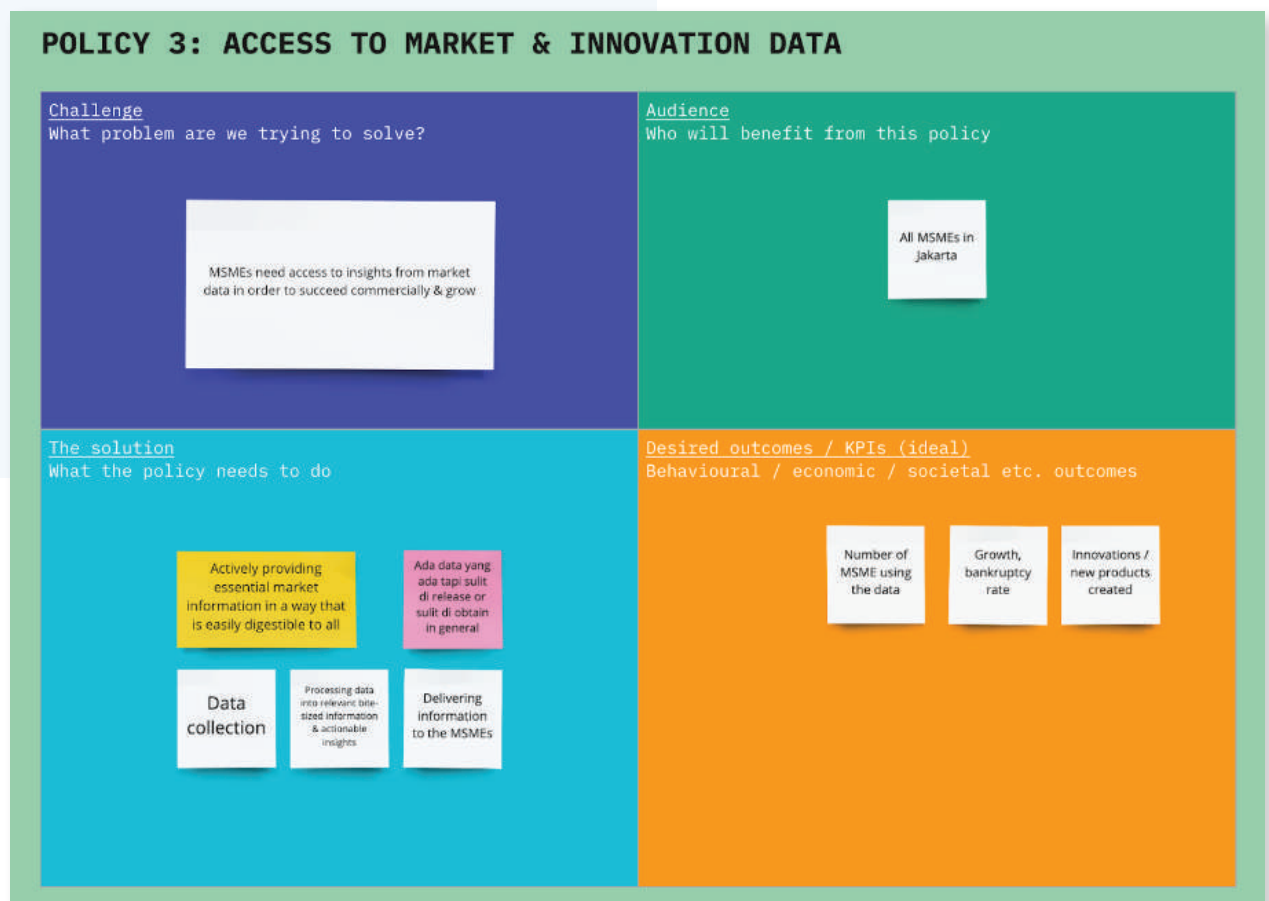 POLICY 3: ACCESS TO MARKET & INNOVATION DATA
Challenge
What problem are we trying to solve?
MSMEs need access to insights from market
data in order to succeed commercially & grow
Audience
Who will benefit from this policy
All MSMEs in
Jakarta
The solution
What the policy needs to do
Actively providing
essential market
information in a way that
is easily digestible to all
Ada data yang
ada tapi sulit
di release or
sulit di obtain
in general
Data
collection
Processing data
into relevant bite-
sized information
& actionable
insights
Delivering
information
to the MSMEs
Desired outcomes / KPIs (ideal)
Behavioural / economic / societal etc. outcomes
Number of
MSME using
the data
Growth,
bankruptcy
rate
Innovations /
new products
created